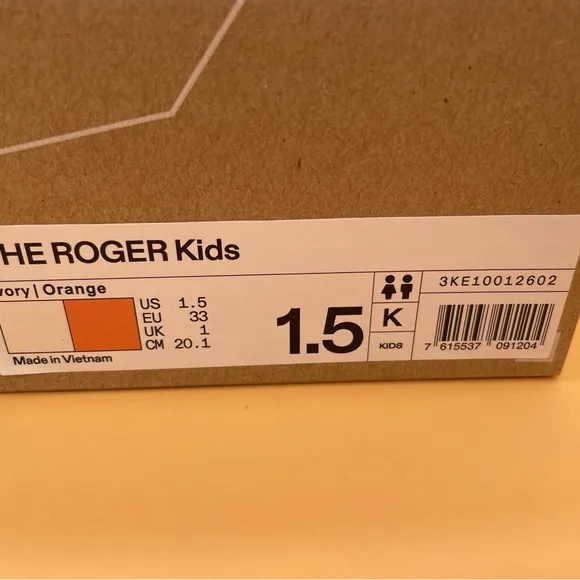 HE ROGER Kids
vory | Orange
US 1.5
EU 33
UK 1
CM 20.1
Made in Vietnam
1.5
K
KIDS
3KE10012602
7 615537 091204